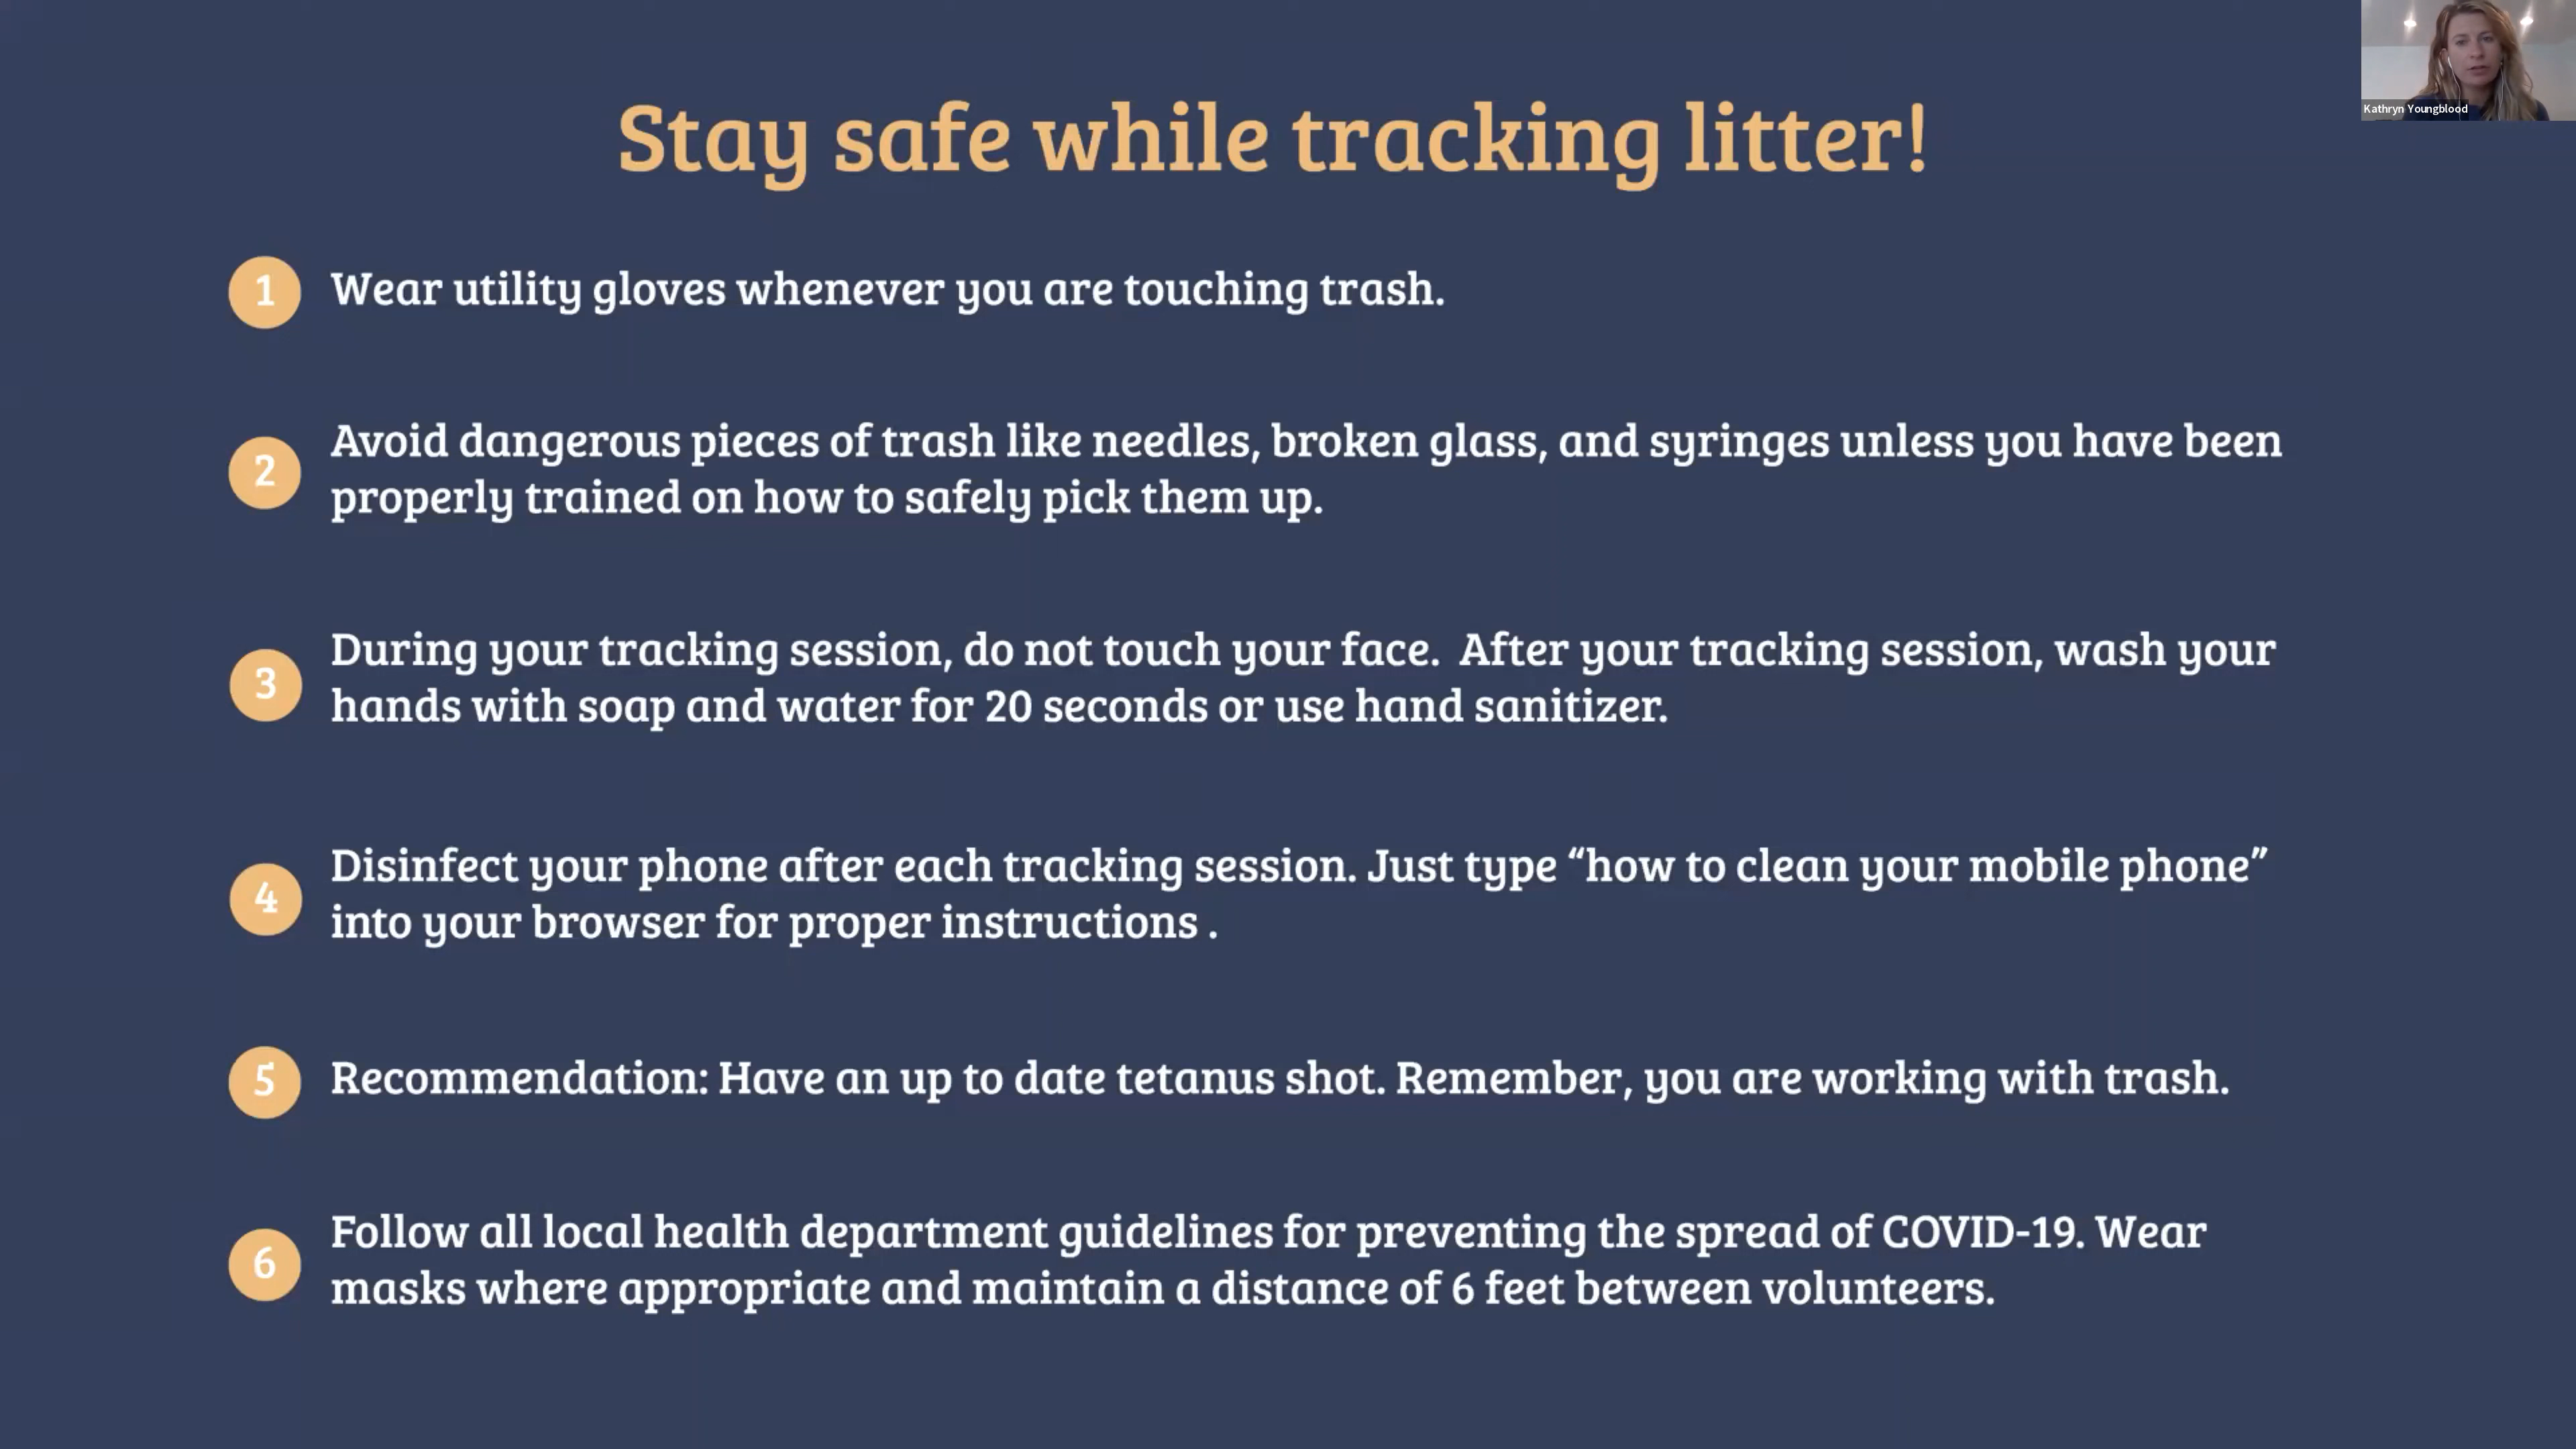 Stay safe while tracking litter!
Kathryn Youngblood
1 Wear utility gloves whenever you are touching trash.
2 Avoid dangerous pieces of trash like needles, broken glass, and syringes unless you have been
properly trained on how to safely pick them up.
3 During your tracking session, do not touch your face.  After your tracking session, wash your
hands with soap and water for 20 seconds or use hand sanitizer.
4 Disinfect your phone after each tracking session. Just type “how to clean your mobile phone”
into your browser for proper instructions .
5 Recommendation: Have an up to date tetanus shot. Remember, you are working with trash.
6 Follow all local health department guidelines for preventing the spread of COVID-19. Wear
masks where appropriate and maintain a distance of 6 feet between volunteers.